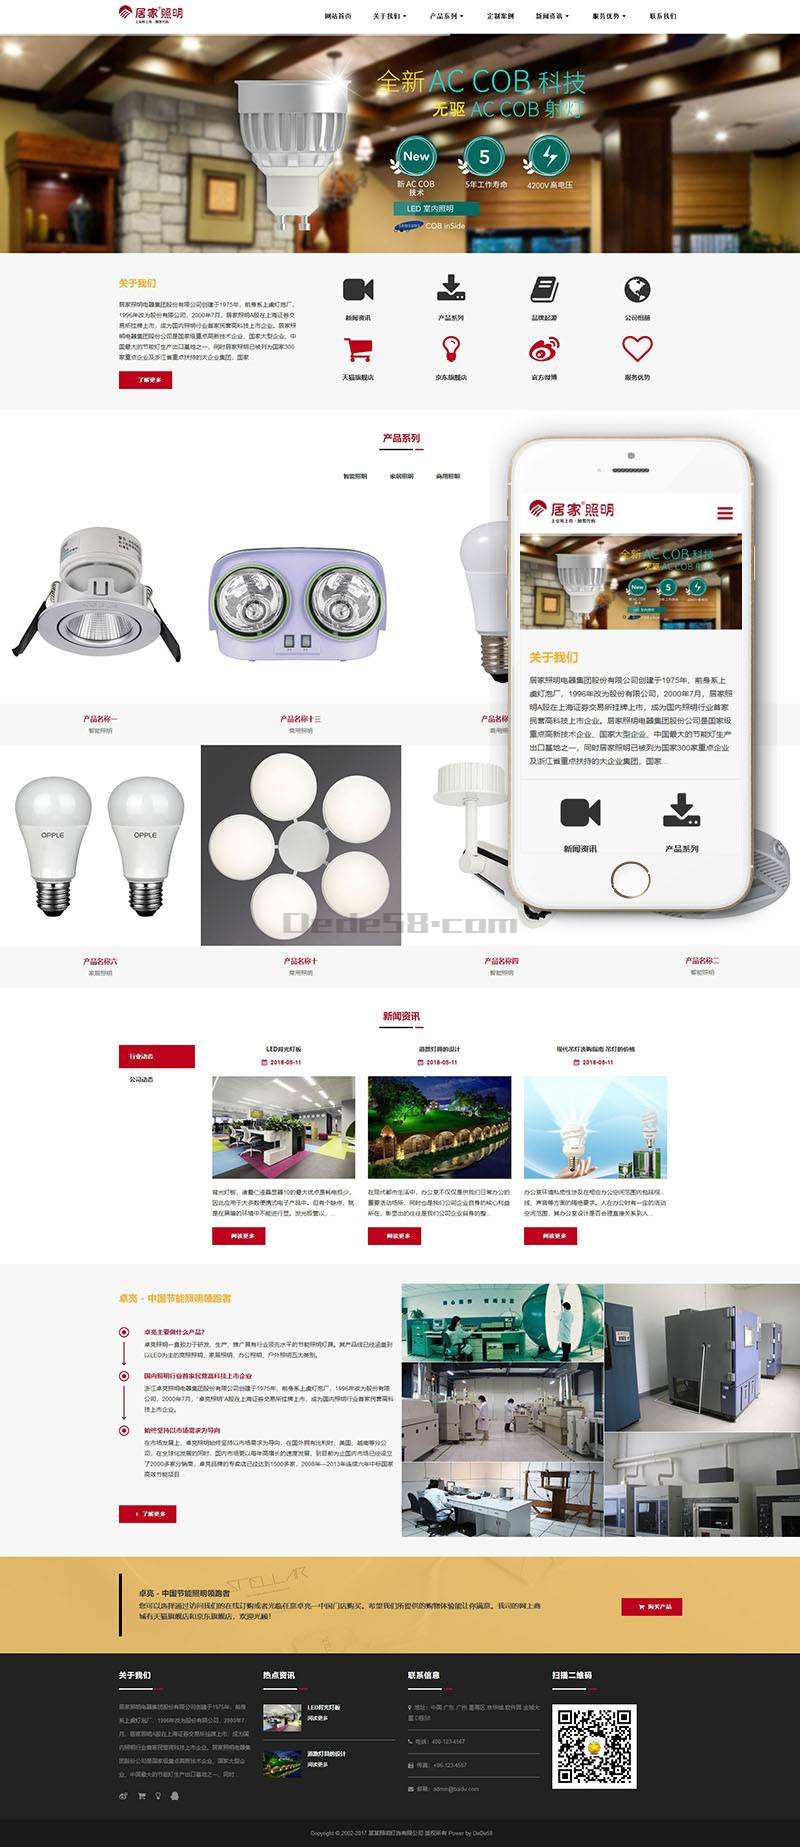 居家®照明
上业板上市·股票代码
网站首页 关于我们 产品系列 定制案例 新闻资讯 服务优势 联系我们
全新 AC COB 科技
无驱 AC COB 射灯
New 5
新 AC COB
技术
5年工作寿命
4200V 高电压
LED 室内照明
SAMSUNG COB inSide
关于我们
居家照明电器集团股份有限公司创建于1975年，前身系上虞灯泡厂，
1996年改为股份有限公司，2000年7月，居家照明A股在上海证券交
易所挂牌上市，成为国内照明行业首家民营高科技上市企业。居家照
明电器集团股份公司是国家级重点高新技术企业、国家大型企业、中
国最大的节能灯生产出口基地之一，同时居家照明已被列为国家300
家重点企业及浙江省重点扶持的大企业集团，国家...
了解更多
新闻资讯 产品系列 品牌起源 公司相册
天猫旗舰店 京东旗舰店 官方微博 服务优势
产品系列
智能照明 家居照明 商用照明
产品名称一
智能照明
产品名称十三
商用照明
产品名称
商用照
居家®照明
关于我们
居家照明电器集团股份有限公司创建于1975年，前身系上
虞灯泡厂，1996年改为股份有限公司，2000年7月，居家照
明A股在上海证券交易所挂牌上市，成为国内照明行业首家
民营高科技上市企业。居家照明电器集团股份公司是国家级
重点高新技术企业、国家大型企业、中国最大的节能灯生产
出口基地之一，同时居家照明已被列为国家300家重点企业
及浙江省重点扶持的大企业集团，国家...
新闻资讯 产品系列
OPPLE OPPLE
Dede58.com
产品名称六
家居照明
产品名称十
商用照明
产品名称四
智能照明
产品名称二
智能照明
新闻资讯
行业动态
公司动态
LED背光灯板
2018-05-11
背光灯板，诸最仁液晶显器10的最大优点是耗电极少，
因此应用于大多数便携式电子产品中。但有个缺点，就
是在黑暗的环境中不能进行显。发光极管以，...
阅读更多
道路灯具的设计
2018-05-11
在现代都市生活中，办公室不仅仅是供我们日常办公的
重要活动场所，同时也是我们公司企业自身的核心利益
所在，彰显出的往往是我们公司企业自身的整...
阅读更多
现代吊灯选购指南 吊灯的价格
2018-05-11
办公室环境私密性涉及在相应办公空间范围内包括视
线、声音等方面的隔绝要求。人在办公时有一定的活动
空间范围，其办公室设计是否合理直接关系到人...
阅读更多
卓亮 - 中国节能照明领跑者
卓亮主要做什么产品？
卓亮照明一直致力于研发、生产、推广具有行业领先水平的节能照明灯具。其产品线已经涵盖到
以LED为主的商照照明、家居照明、办公照明、户外照明五大类别。
国内照明行业首家民营高科技上市企业
浙江卓亮照明电器集团股份有限公司创建于1975年，前身系上虞灯泡厂，1996年改为股份有限
公司，2000年7月，"卓亮照明"A股在上海证券交易所挂牌上市，成为国内照明行业首家民营高科
技上市企业。
始终坚持以市场需求为导向
在市场发展上，卓亮照明始终坚持以市场需求为导向，在国外拥有比利时、美国、越南等分公
司，在全球化发展的同时，国内市场更以每年高增长的速度发展，到目前为止国内市场已经设立
了2000多家分销商，卓亮品牌的专卖店已经达到1500多家，2008年—2013年连续六年中标国家
高效节能项目...
了解更多
STELLAR
卓亮 - 中国节能照明领跑者
您可以选择通过访问我们的在线订购或者光临任意卓亮—中国门店购买。希望我们所提供的购物体验能让你满意。我司的网上商
城有天猫旗舰店和京东旗舰店，欢迎光顾！
购买产品
关于我们
居家照明电器集团股份有限公司创建于1975年，前身
系上虞灯泡厂，1996年改为股份有限公司，2000年7
月，居家照明A股在上海证券交易所挂牌上市，成为国
内照明行业首家民营高科技上市企业。居家照明电器集
团股份公司是国家级重点高新技术企业、国家大型企
业、中国最大的节能灯生产出口基地之一，同时...
热点资讯
LED背光灯板
阅读更多
道路灯具的设计
阅读更多
联系信息
地址：中国.广东.广州.番禺区.京华城.软件园.金城大
厦 D栋58
电话：400-123-4567
传真：+86-123-4567
邮箱：admin@baidu.com
扫描二维码
Copyright © 2002-2017 某某照明灯饰有限公司 版权所有 Power by DeDe58